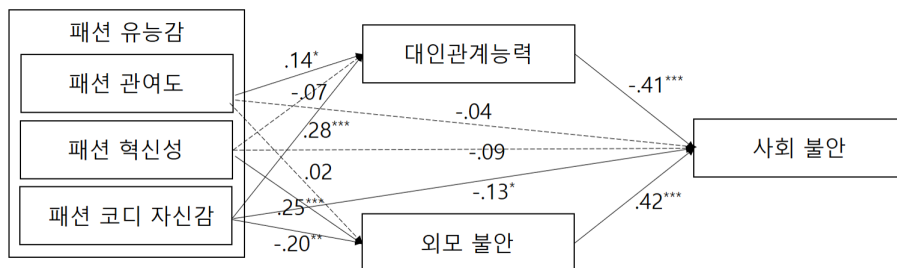 패션 유능감
대인관계능력
.14*
패션 관여도
-.07
-.41***
-.04
.28***
패션 혁신성
-.09
사회 불안
.02
-.13*
.25***
.42***
패션 코디 자신감
-.20**
외모 불안